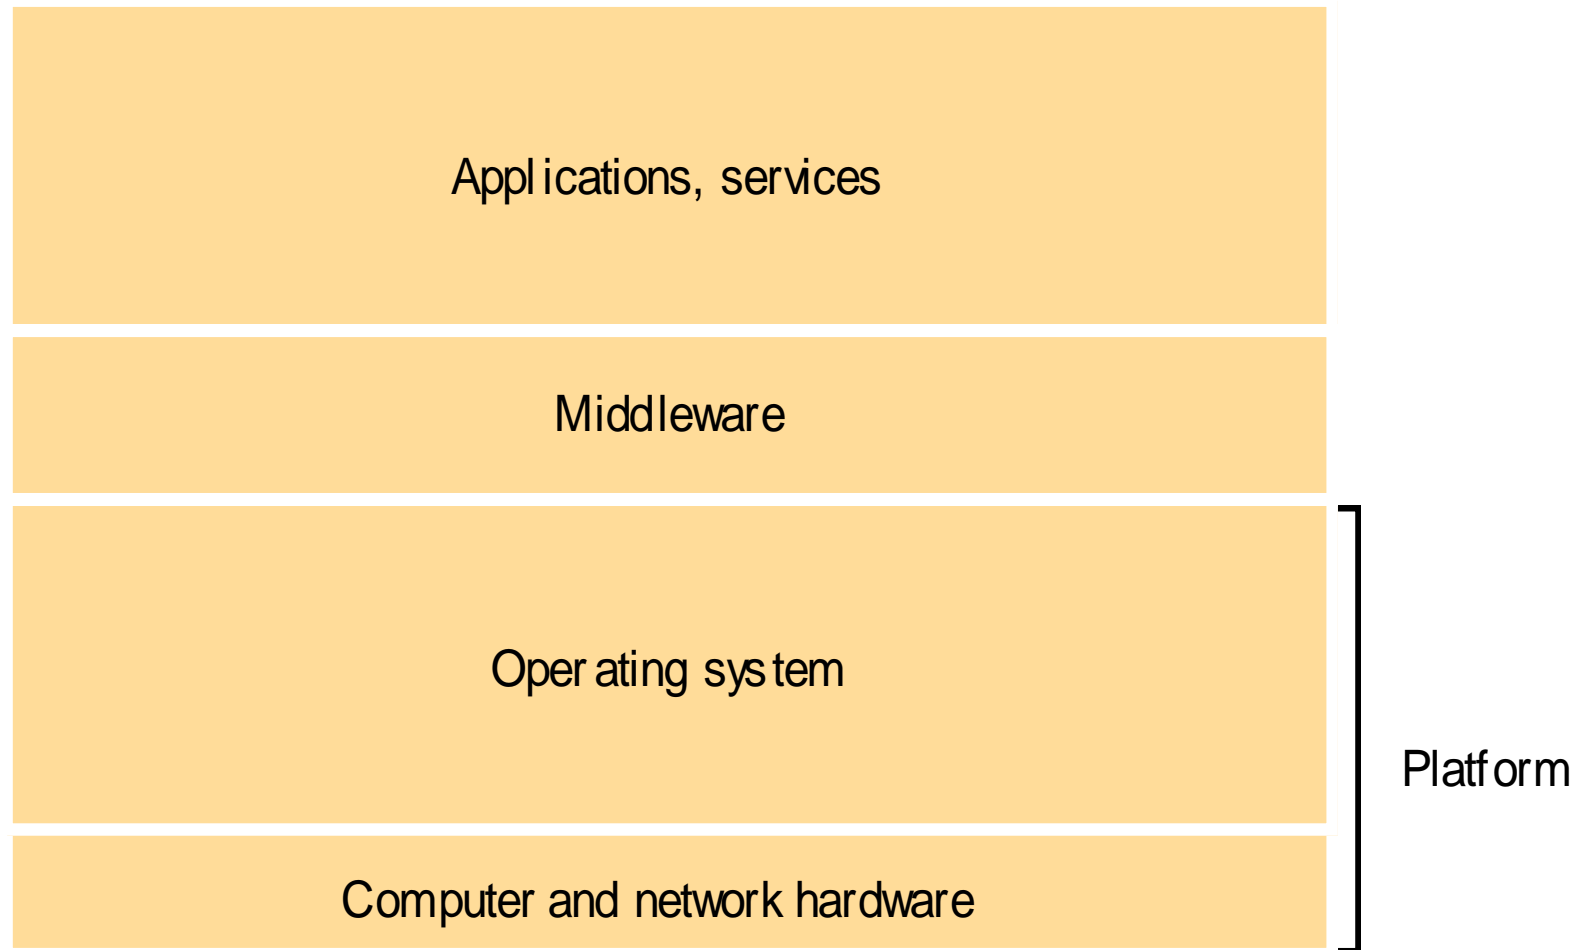 Applications, services
Middleware
Operating system
Platform
Computer and network hardware